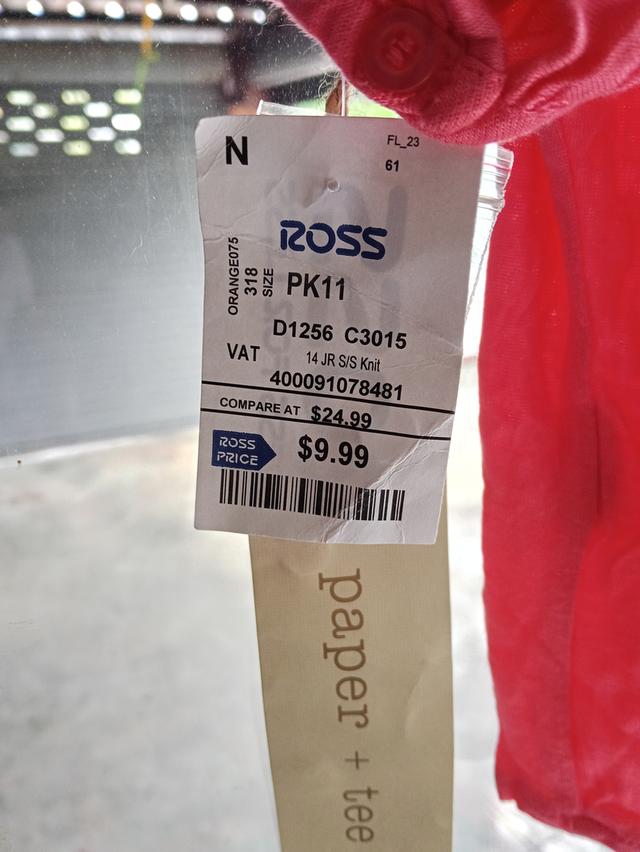 N
FL_23
61
ROSS
ORANGE075
318
SIZE
PK11
D1256 C3015
VAT
14 JR S/S Knit
400091078481
COMPARE AT $24.99
ROSS
PRICE
$9.99
paper + tee